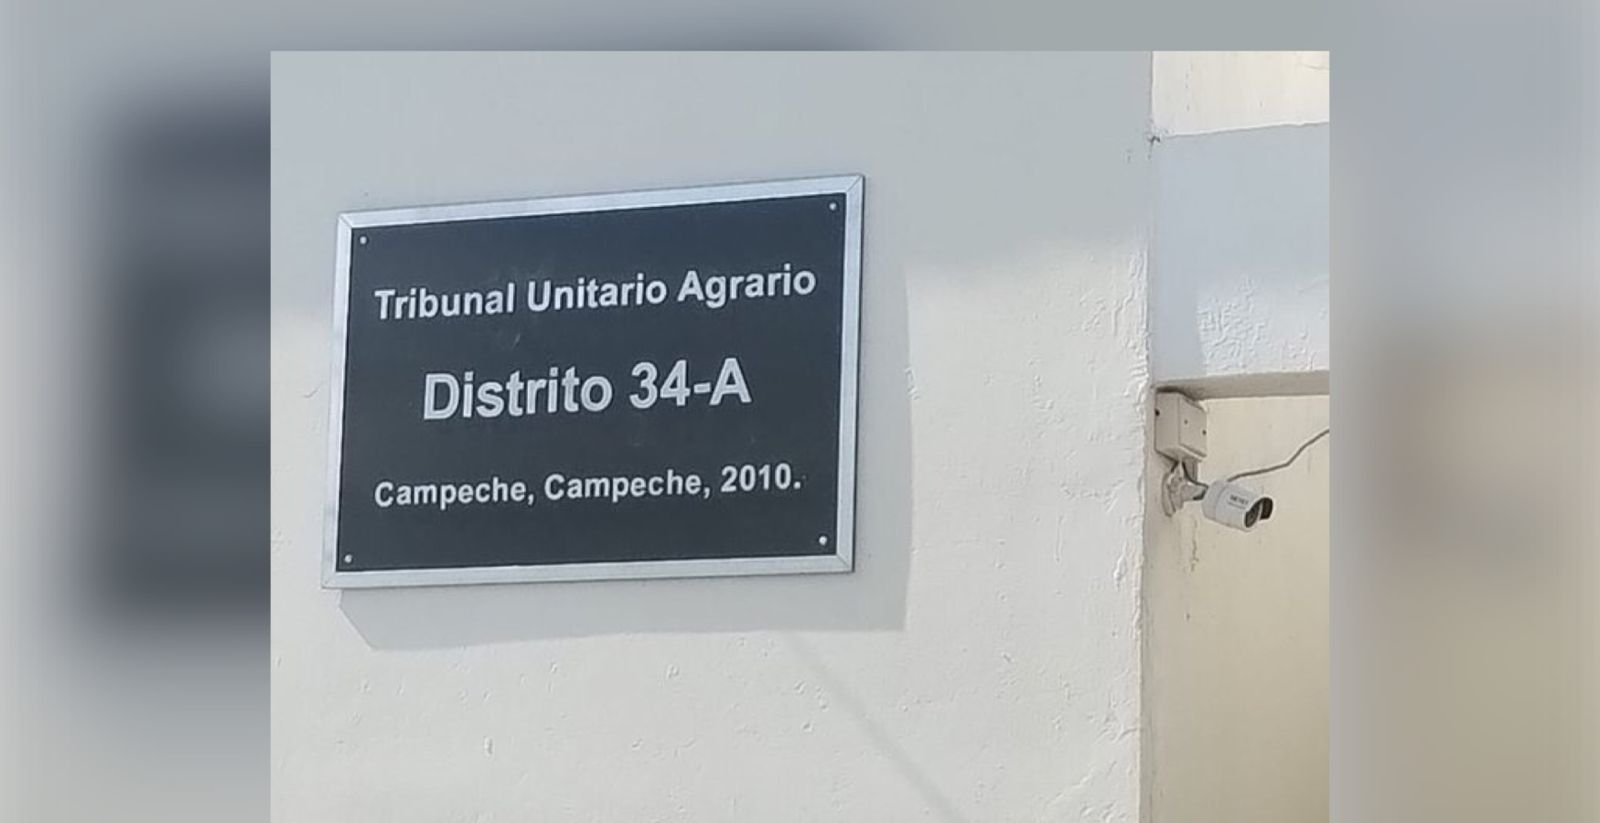 Tribunal Unitario Agrario
Distrito 34-A
Campeche, Campeche, 2010.